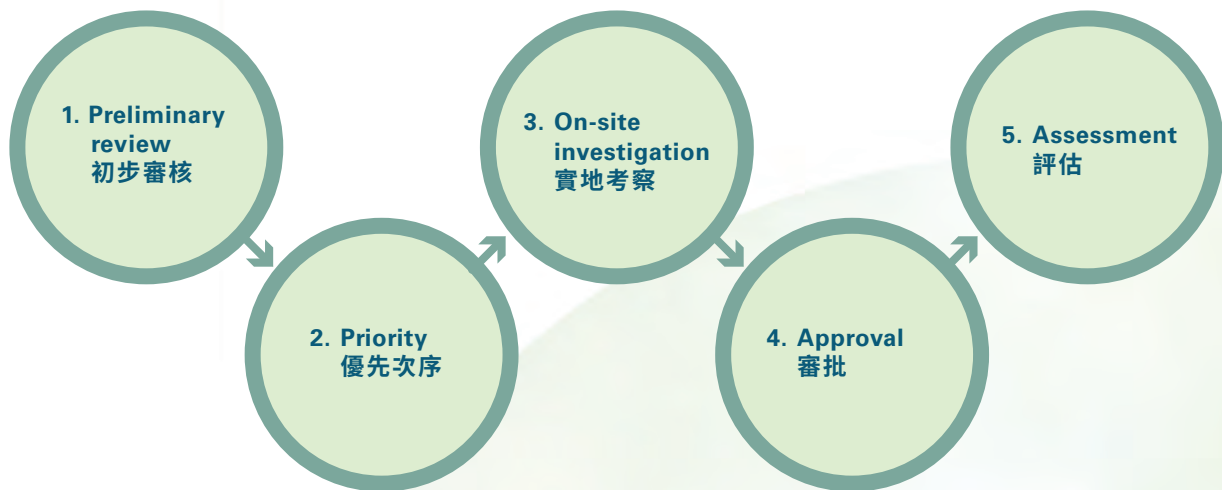 1. Preliminary
review
初步審核
2. Priority
優先次序
3. On-site
investigation
實地考察
4. Approval
審批
5. Assessment
評估